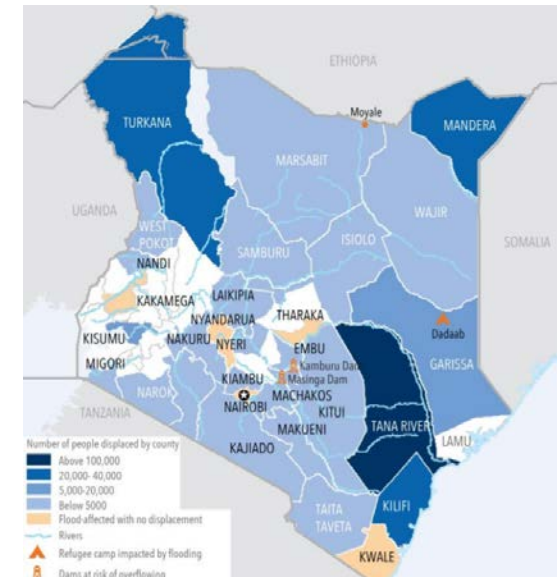 ETHIOPIA
Moyale
TURKANA
MANDERA
MARSABIT
UGANDA
WAJIR
WEST
POKOT
SOMALIA
SAMBURU
ISIOLO
NANDI
KAKAMEGA
LAIKIPIA
THARAKA
NYANDARUA
KISUMU
NAKURU
NYERI
EMBU
Dadaab
GARISSA
MIGORI
Kamburu Dam
KIAMBU
Masinga Dam
NAROK
NAIROBI
MACHAKOS
KITUI
TANZANIA
MAKUENI
TANA RIVER
LAMU
KAJIADO
Number of people displaced by county
Above 100,000
20,000- 40,000
5,000-20,000
Below 5000
Flood-affected with no displacement
Rivers
Refugee camp impacted by flooding
Dams at risk of overflowing
TAITA
TAVETA
KILIFI
KWALE